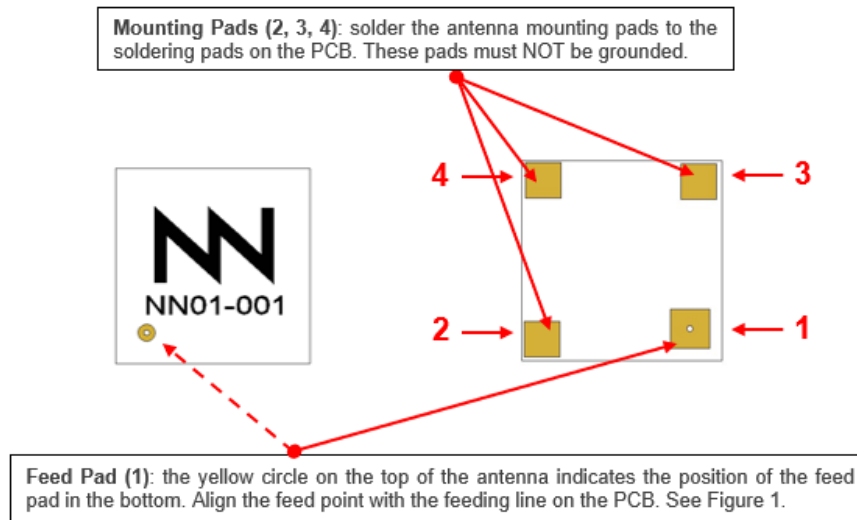 Mounting Pads (2, 3, 4): solder the antenna mounting pads to the
soldering pads on the PCB. These pads must NOT be grounded.
4
3
NN01-001
2
1
Feed Pad (1): the yellow circle on the top of the antenna indicates the position of the feed
pad in the bottom. Align the feed point with the feeding line on the PCB. See Figure 1.